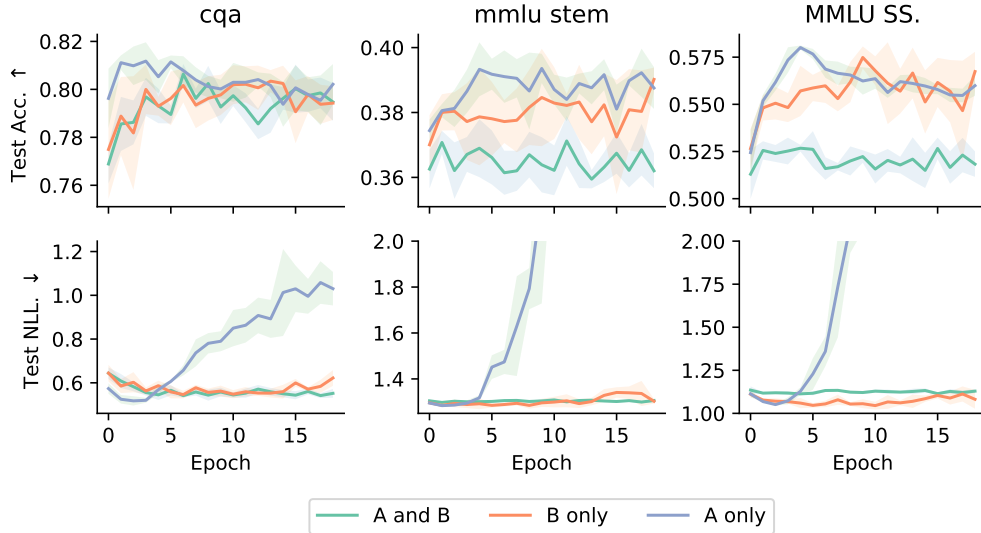 cqa
mmlu stem
MMLU SS.
Test Acc. ↑
0.82
0.80
0.78
0.76
0.40
0.38
0.36
0.575
0.550
0.525
0.500
Test NLL. ↓
1.2
1.0
0.8
0.6
2.0
1.8
1.6
1.4
2.00
1.75
1.50
1.25
1.00
0 5 10 15
0 5 10 15
0 5 10 15
Epoch
Epoch
Epoch
A and B
B only
A only